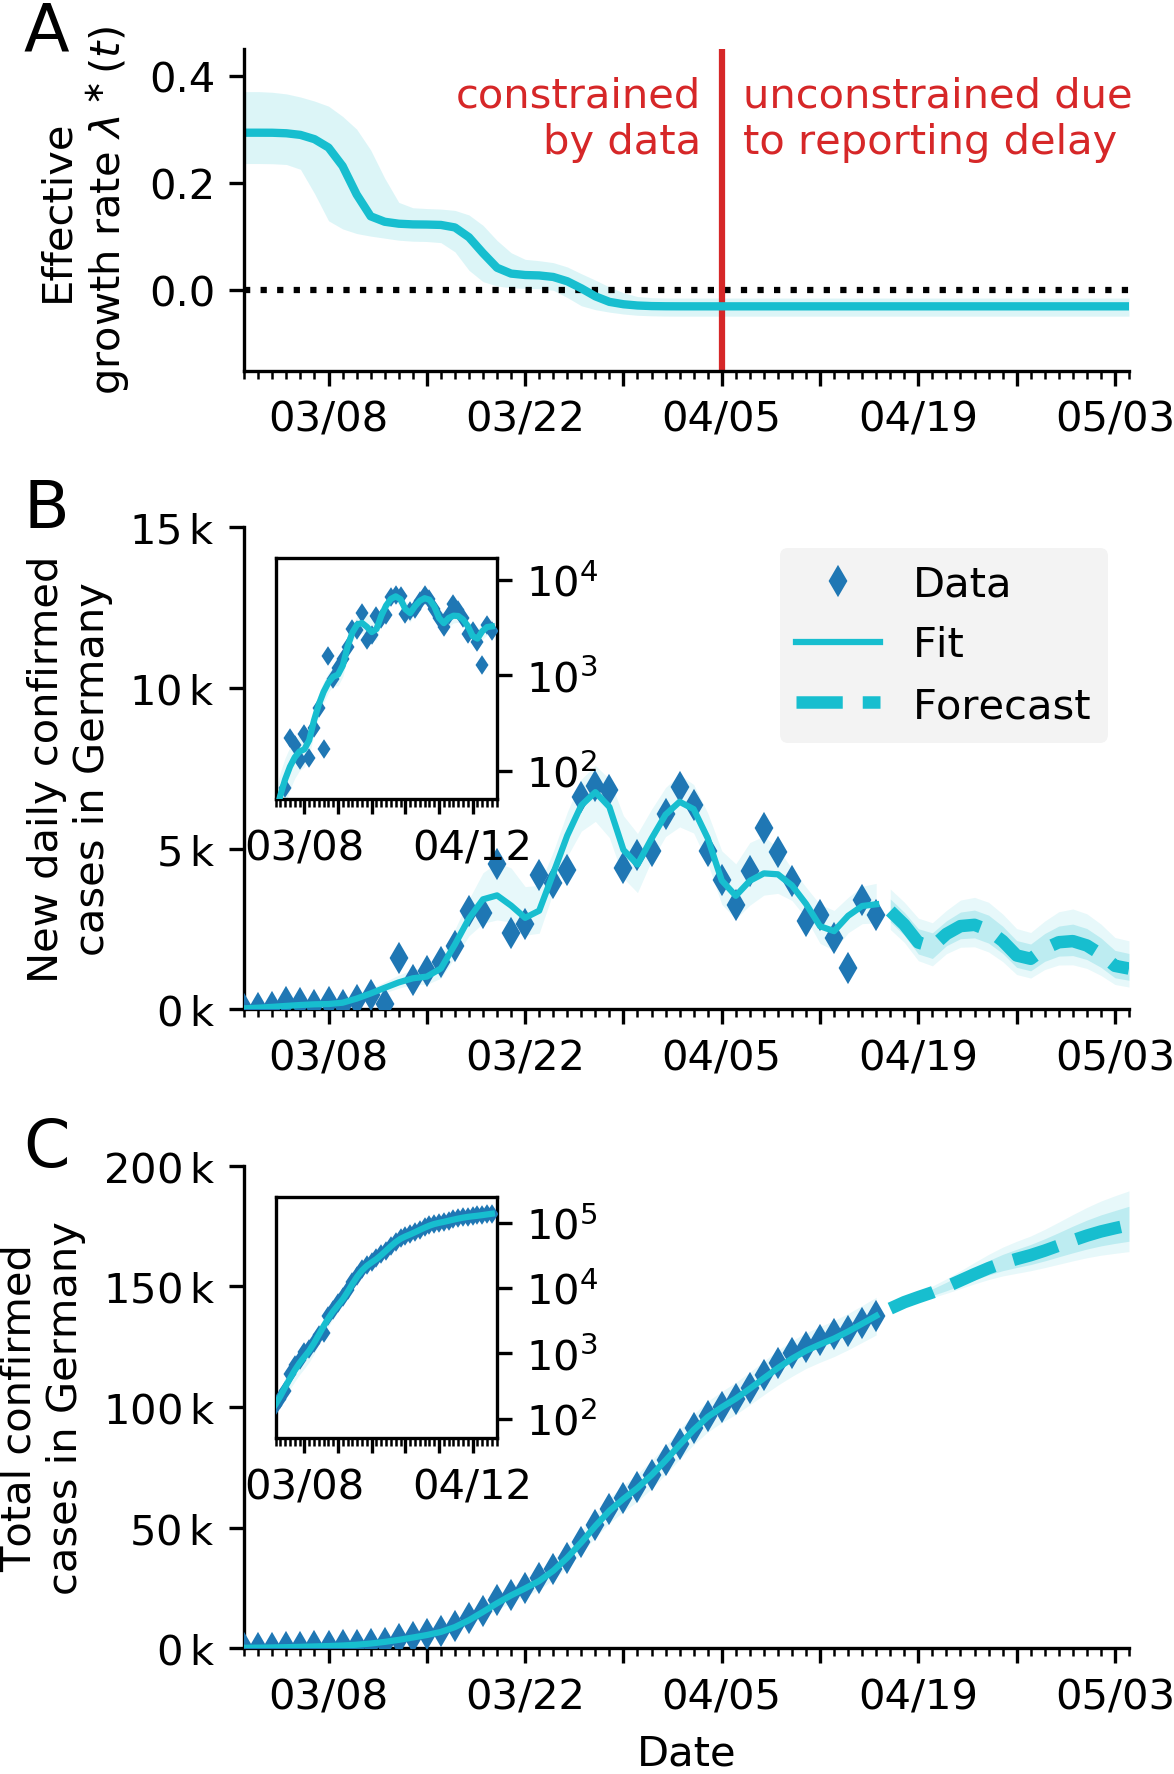 A
Effective
growth rate λ * (t)
0.4
0.2
0.0
constrained
by data
unconstrained due
to reporting delay
03/08
03/22
04/05
04/19
05/03
B
New daily confirmed
cases in Germany
15 k
10 k
5 k
0 k
10⁴
10³
10²
03/08
04/12
Data
Fit
Forecast
03/08
03/22
04/05
04/19
05/03
C
Total confirmed
cases in Germany
200 k
150 k
100 k
50 k
0 k
10⁵
10⁴
10³
10²
03/08
04/12
03/08
03/22
04/05
04/19
05/03
Date